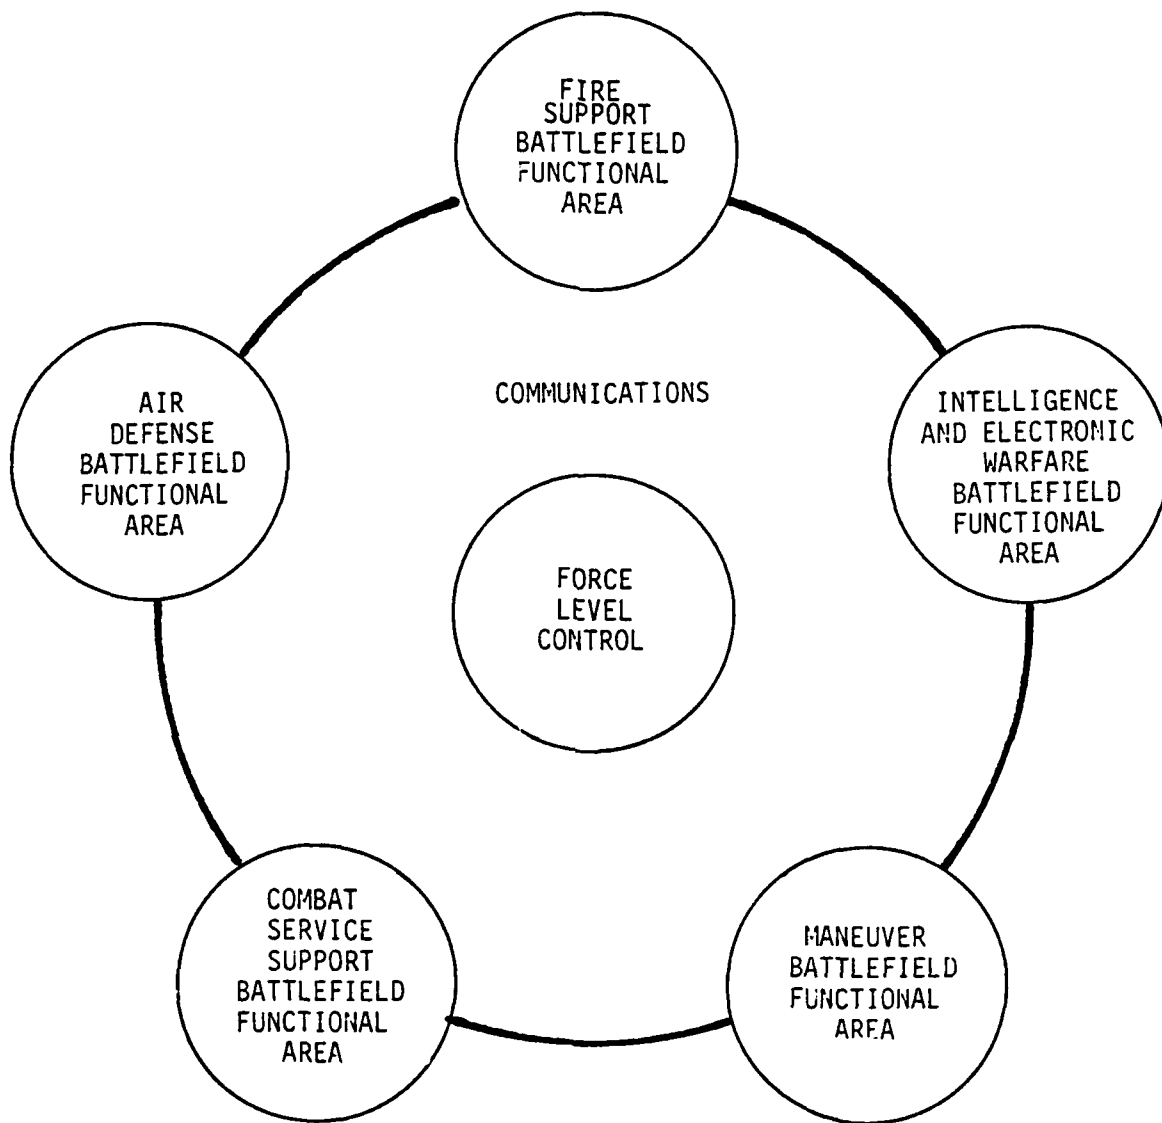 FIRE
SUPPORT
BATTLEFIELD
FUNCTIONAL
AREA
COMMUNICATIONS
AIR
DEFENSE
BATTLEFIELD
FUNCTIONAL
AREA
INTELLIGENCE
AND ELECTRONIC
WARFARE
BATTLEFIELD
FUNCTIONAL
AREA
FORCE
LEVEL
CONTROL
COMBAT
SERVICE
SUPPORT
BATTLEFIELD
FUNCTIONAL
AREA
MANEUVER
BATTLEFIELD
FUNCTIONAL
AREA